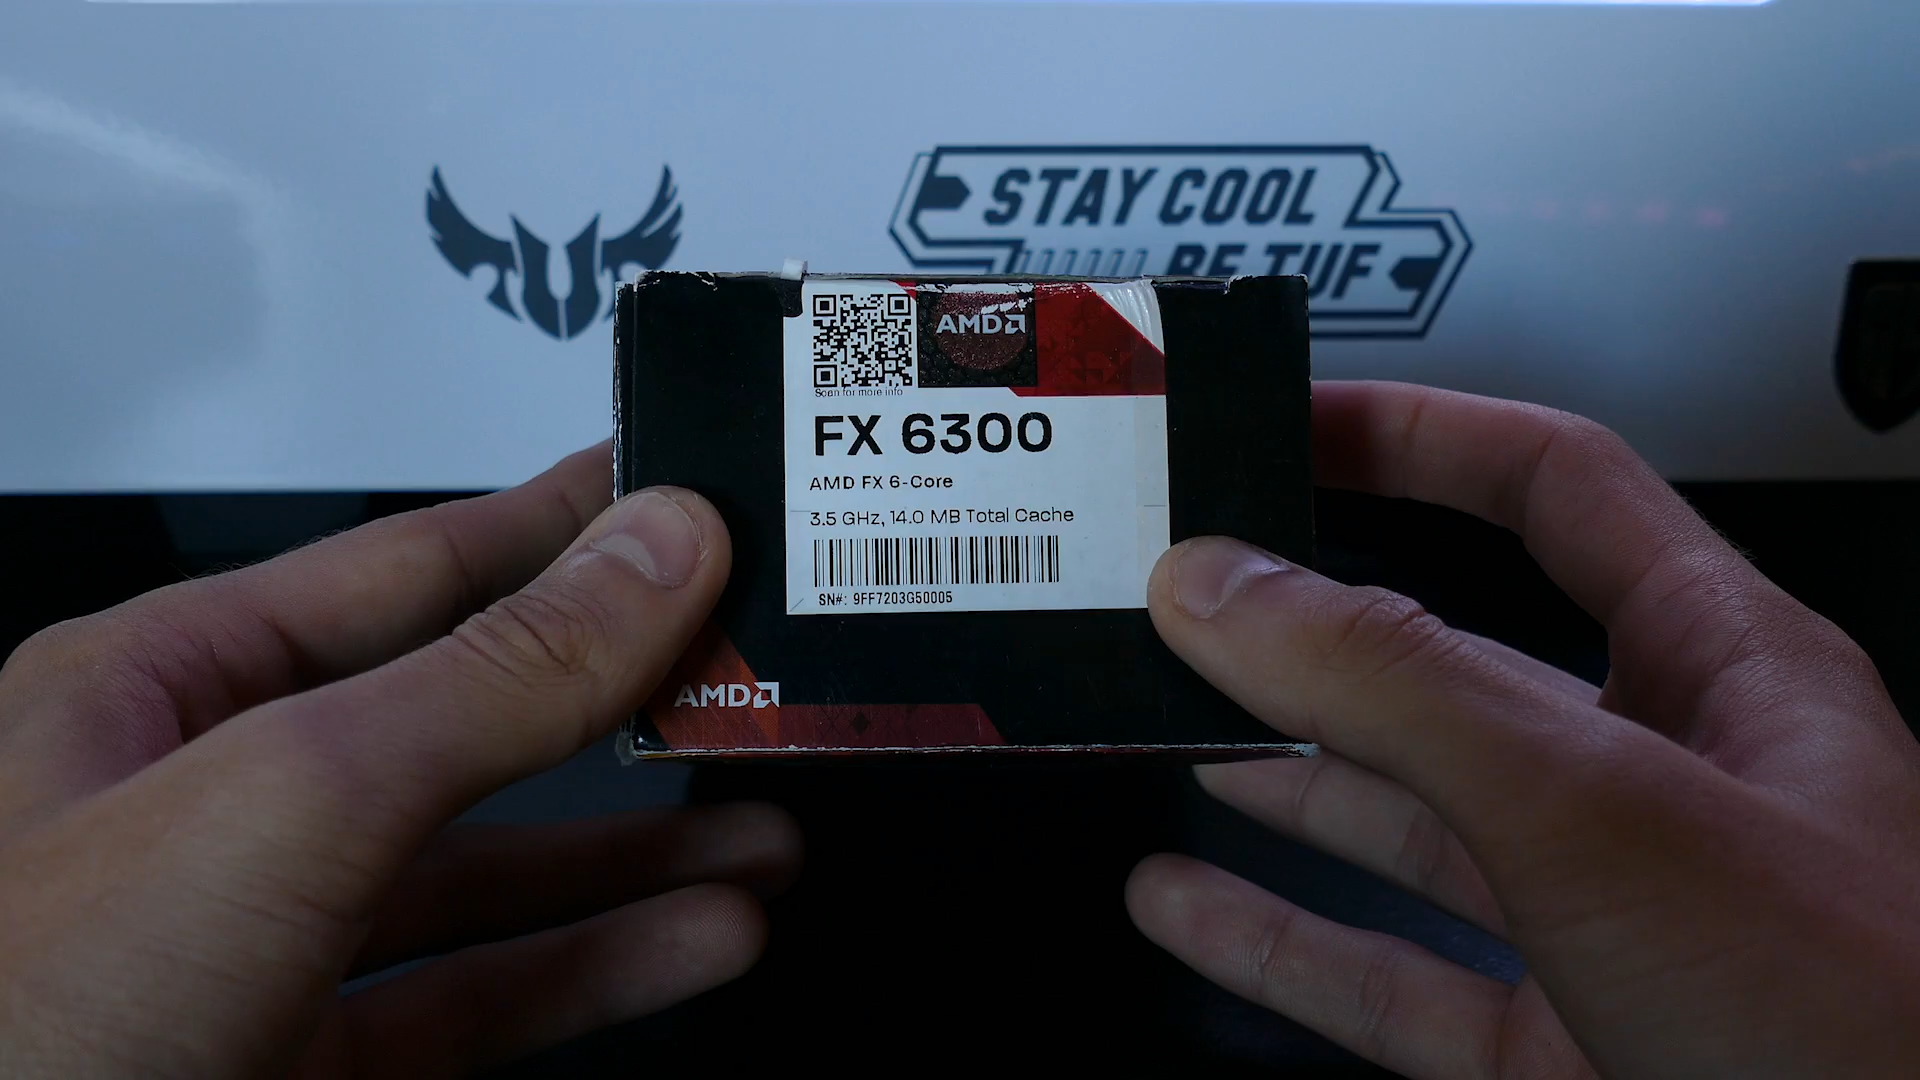 TUF
STAY COOL
BE TUF
AMD
Scan for more info
FX 6300
AMD FX 6-Core
3.5 GHz, 14.0 MB Total Cache
SN#: 9FF7203G50005
AMD